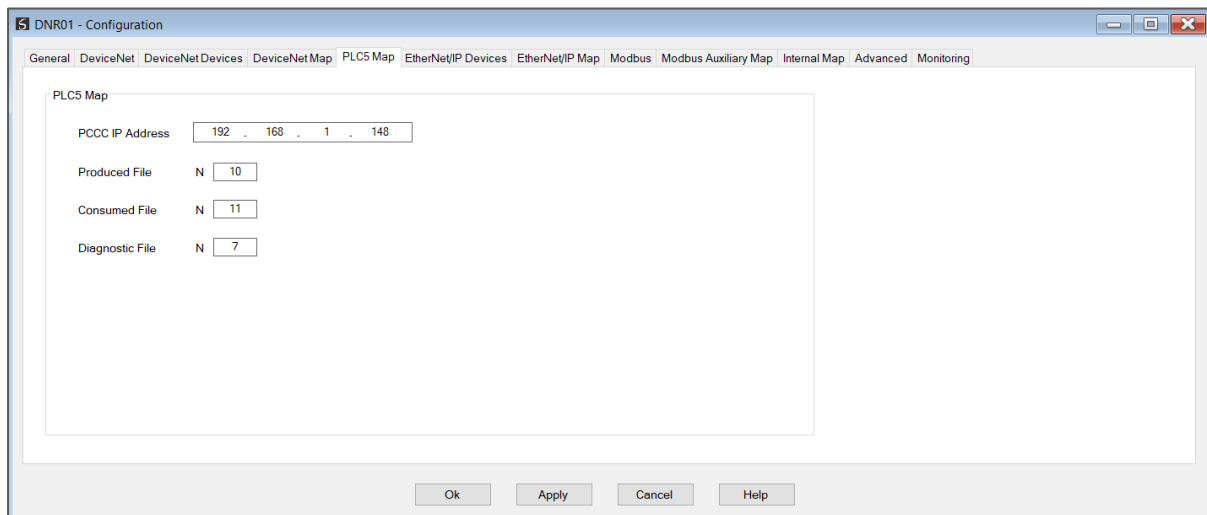 DNR01 - Configuration
General DeviceNet DeviceNet Devices DeviceNet Map PLC5 Map EtherNet/IP Devices EtherNet/IP Map Modbus Modbus Auxiliary Map Internal Map Advanced Monitoring
PLC5 Map
PCCC IP Address 192 . 168 . 1 . 148
Produced File N 10
Consumed File N 11
Diagnostic File N 7
Ok Apply Cancel Help